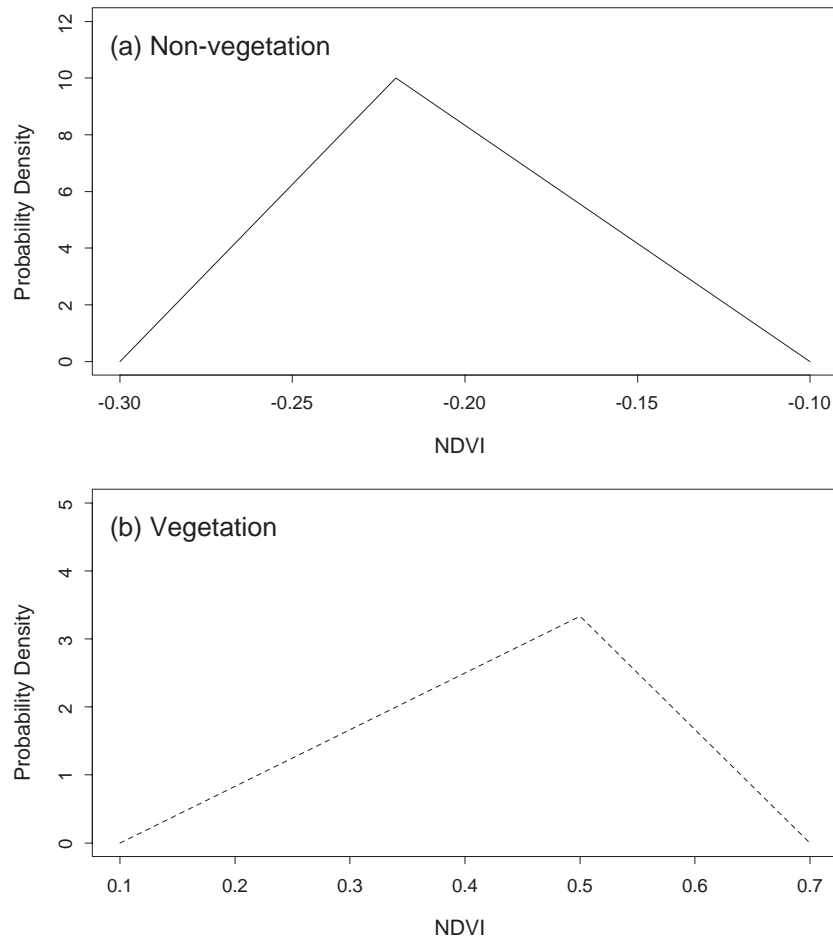 (a) Non-vegetation
Probability Density
12
10
8
6
4
2
0
-0.30 -0.25 -0.20 -0.15 -0.10
NDVI
(b) Vegetation
Probability Density
5
4
3
2
1
0
0.1 0.2 0.3 0.4 0.5 0.6 0.7
NDVI